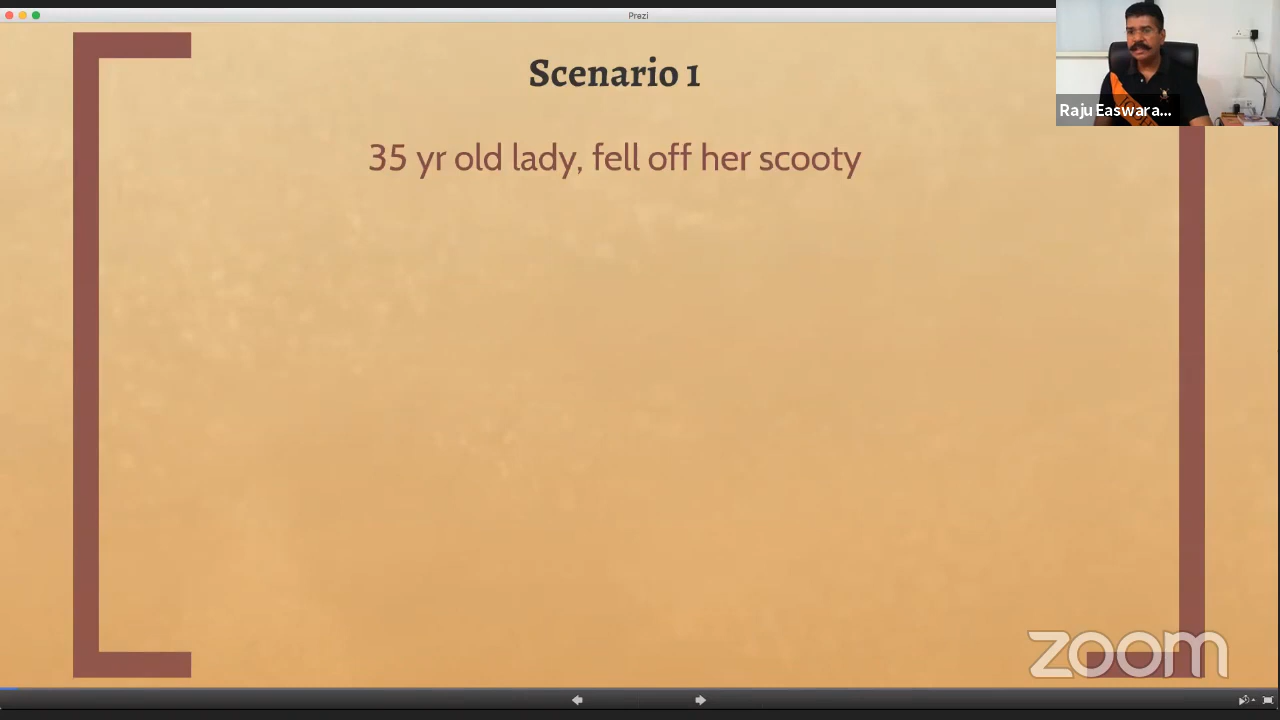 Prezi
Scenario 1
35 yr old lady, fell off her scooty
Raju Easwara...
zoom